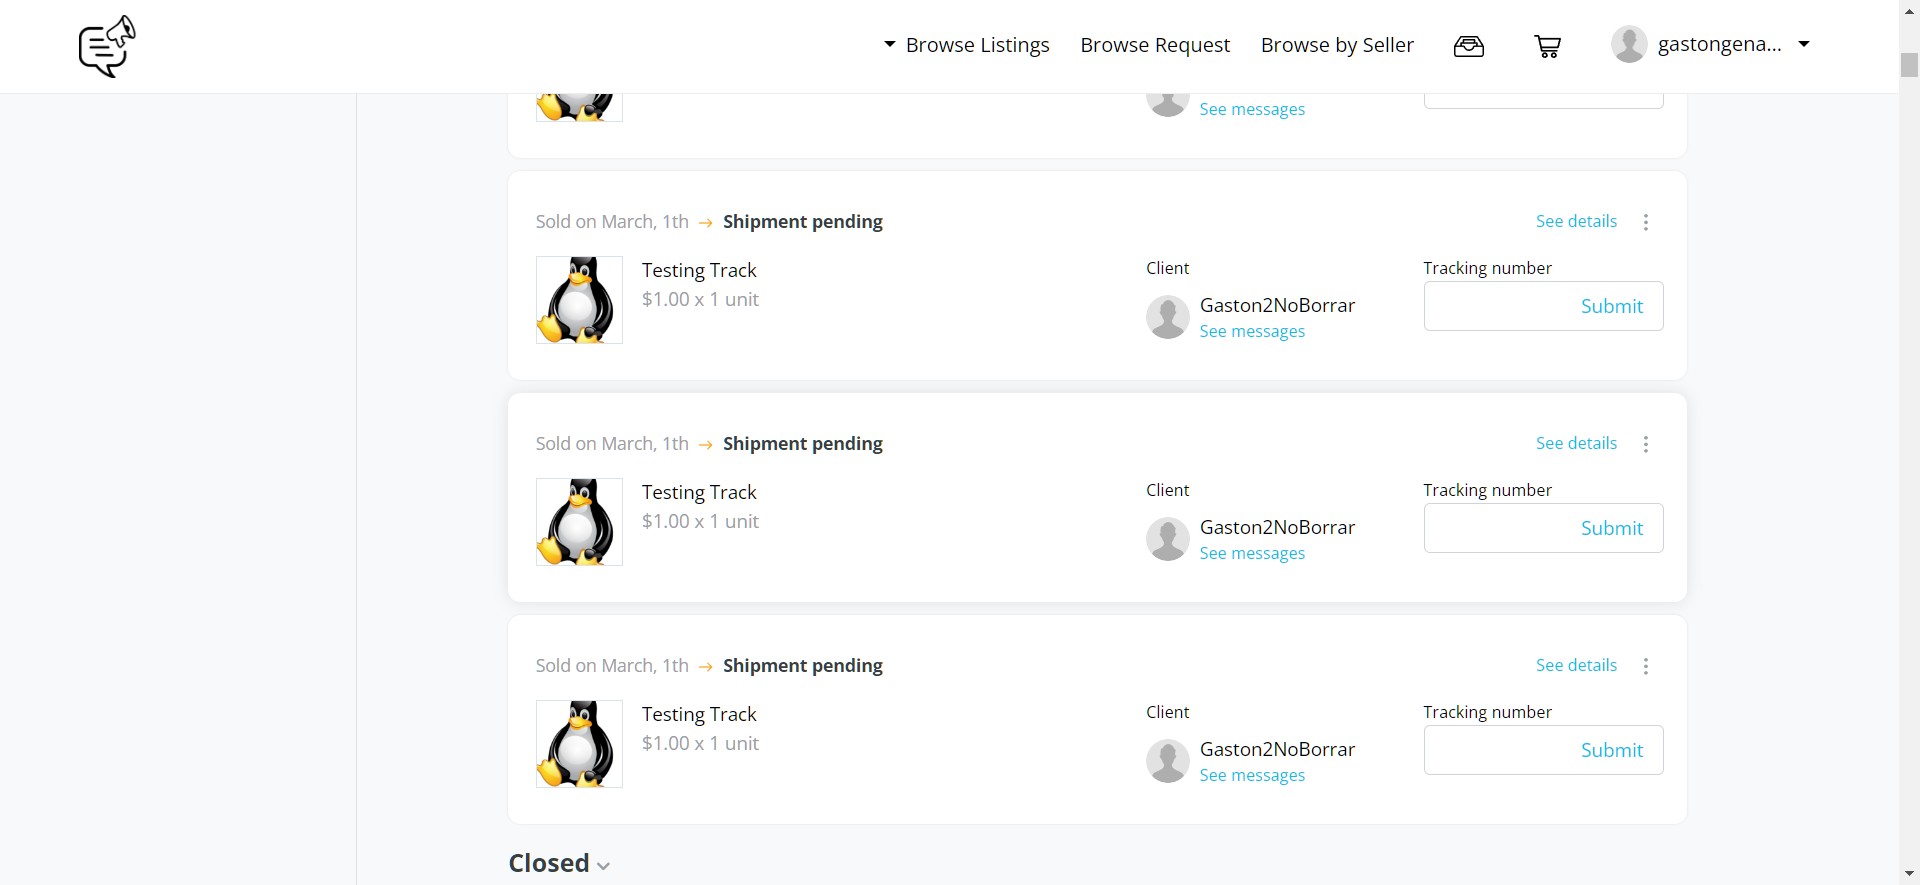 Browse Listings Browse Request Browse by Seller gastongena...
See messages
Sold on March, 1th → Shipment pending See details
Testing Track
$1.00 x 1 unit
Client
Gaston2NoBorrar
See messages
Tracking number
Submit
Sold on March, 1th → Shipment pending See details
Testing Track
$1.00 x 1 unit
Client
Gaston2NoBorrar
See messages
Tracking number
Submit
Sold on March, 1th → Shipment pending See details
Testing Track
$1.00 x 1 unit
Client
Gaston2NoBorrar
See messages
Tracking number
Submit
Closed